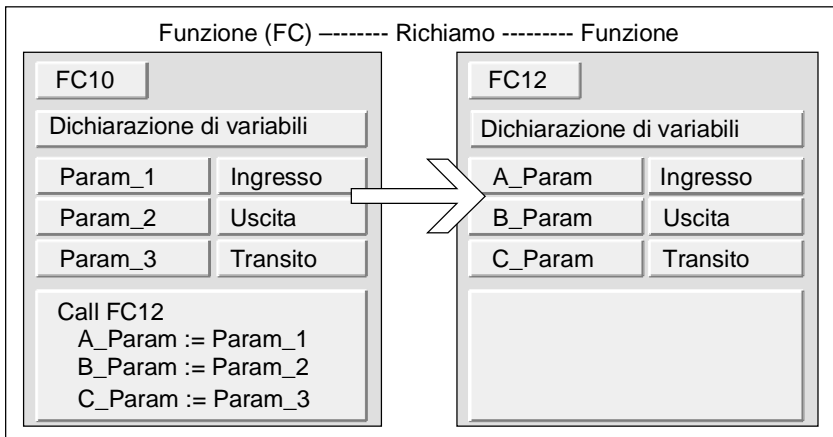 Funzione (FC) –------- Richiamo --------- Funzione
FC10
Dichiarazione di variabili
Param_1 Ingresso
Param_2 Uscita
Param_3 Transito
Call FC12
A_Param := Param_1
B_Param := Param_2
C_Param := Param_3
FC12
Dichiarazione di variabili
A_Param Ingresso
B_Param Uscita
C_Param Transito